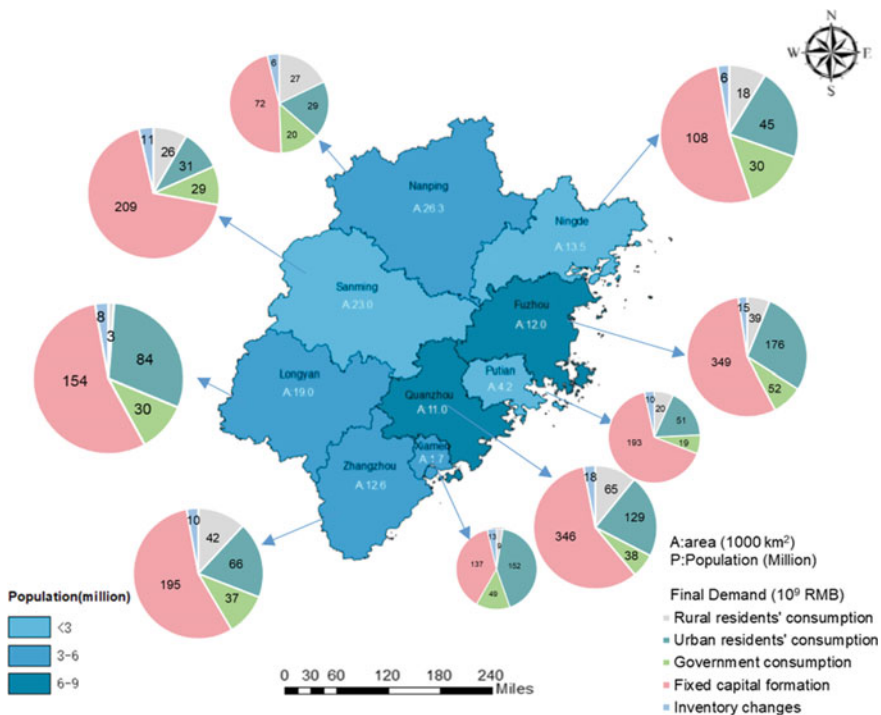 N
W E
S
6
27
72
29
20
6
18
45
108
30
11
26
31
29
209
Nanping
A:26.3
Ningde
A:13.5
Sanming
A:23.0
Fuzhou
A:12.0
15
39
176
349
52
8
3
84
154
30
Longyan
A:19.0
Putian
A:4.2
Quanzhou
A:11.0
10
20
51
193
19
Xiamen
A:1.7
Zhangzhou
A:12.6
10
42
66
195
37
13
9
137
152
49
18
65
129
346
38
A:area (1000 km²)
P:Population (Million)
Final Demand (10⁹ RMB)
Rural residents' consumption
Urban residents' consumption
Government consumption
Fixed capital formation
Inventory changes
Population(million)
<3
3-6
6-9
0 30 60 120 180 240
Miles